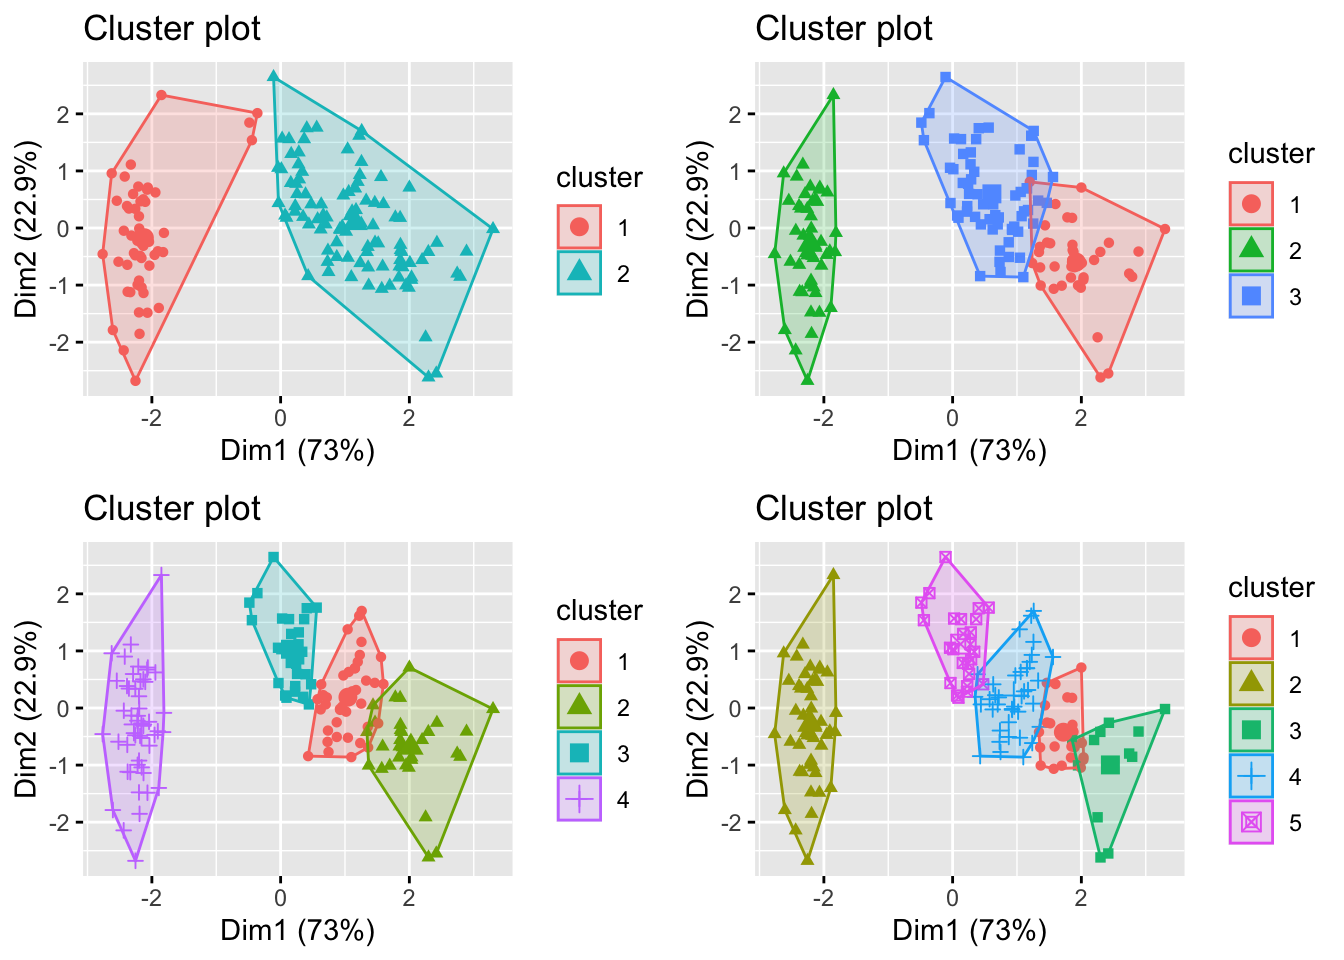 Cluster plot
2
1
0
-1
-2
Dim2 (22.9%)
-2 0 2
Dim1 (73%)
cluster
1
2
Cluster plot
2
1
0
-1
-2
Dim2 (22.9%)
-2 0 2
Dim1 (73%)
cluster
1
2
3
Cluster plot
2
1
0
-1
-2
Dim2 (22.9%)
-2 0 2
Dim1 (73%)
cluster
1
2
3
4
Cluster plot
2
1
0
-1
-2
Dim2 (22.9%)
-2 0 2
Dim1 (73%)
cluster
1
2
3
4
5